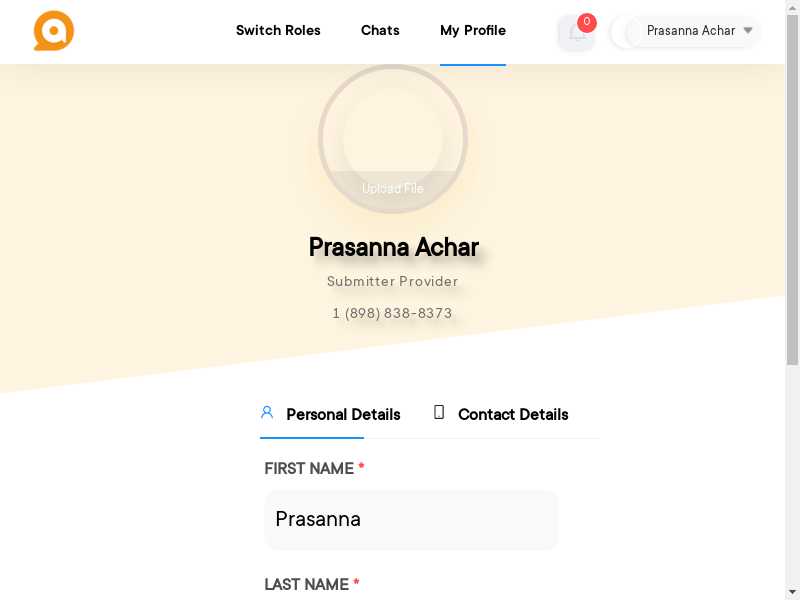 Switch Roles Chats My Profile 0 Prasanna Achar
Upload File
Prasanna Achar
Submitter Provider
1 (898) 838-8373
Personal Details Contact Details
FIRST NAME *
Prasanna
LAST NAME *